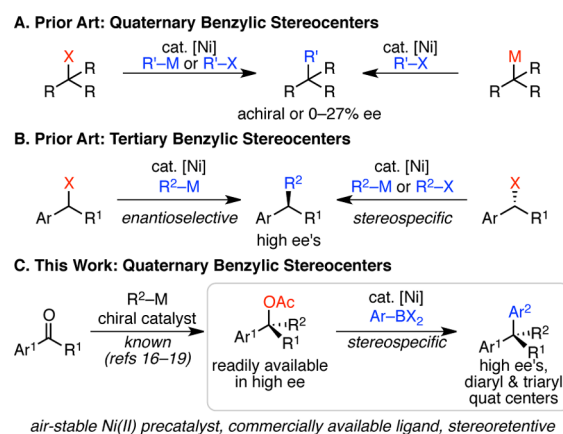 A. Prior Art: Quaternary Benzylic Stereocenters
X
R
R
R
cat. [Ni]
R'–M or R'–X
R'
R
R
R
cat. [Ni]
R'–X
M
R
R
R
achiral or 0–27% ee
B. Prior Art: Tertiary Benzylic Stereocenters
X
Ar
R1
cat. [Ni]
R2–M
enantioselective
R2
Ar
R1
cat. [Ni]
R2–M or R2–X
stereospecific
X
Ar
R1
high ee's
C. This Work: Quaternary Benzylic Stereocenters
O
Ar1
R1
R2–M
chiral catalyst
known
(refs 16–19)
OAc
Ar1
R2
R1
readily available
in high ee
cat. [Ni]
Ar–BX2
stereospecific
Ar2
Ar1
R2
R1
high ee's,
diaryl & triaryl
quat centers
air-stable Ni(II) precatalyst, commercially available ligand, stereoretentive